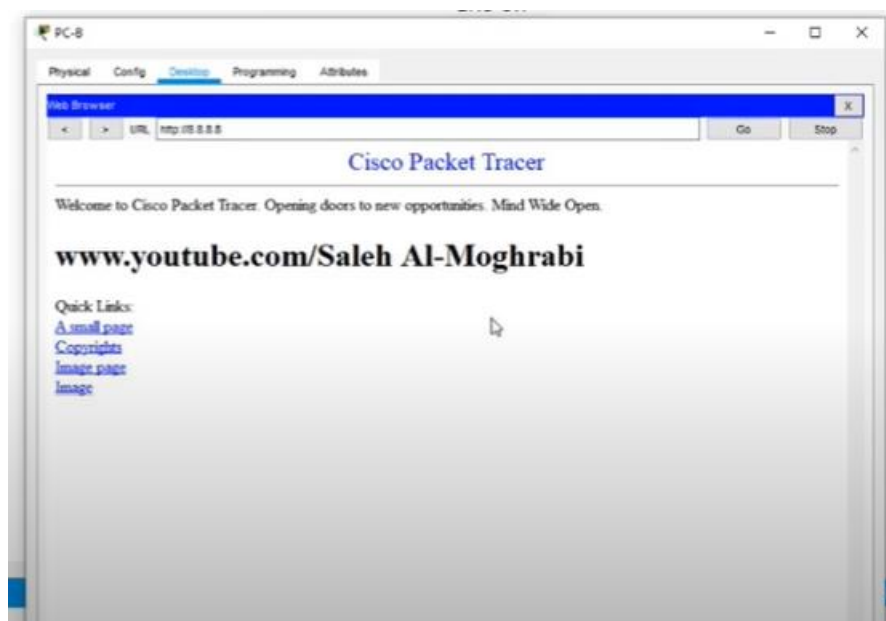 PC-B
Physical Config Desktop Programming Attributes
Web Browser X
< > URL http://8.8.8.8 Go Stop
Cisco Packet Tracer
Welcome to Cisco Packet Tracer. Opening doors to new opportunities. Mind Wide Open.
www.youtube.com/Saleh Al-Moghrabi
Quick Links:
A small page
Copyrights
Image page
Image